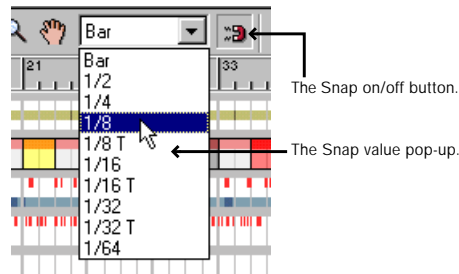 Bar
21
33
Bar
1/2
1/4
1/8
1/8 T
1/16
1/16 T
1/32
1/32 T
1/64
The Snap on/off button.
The Snap value pop-up.